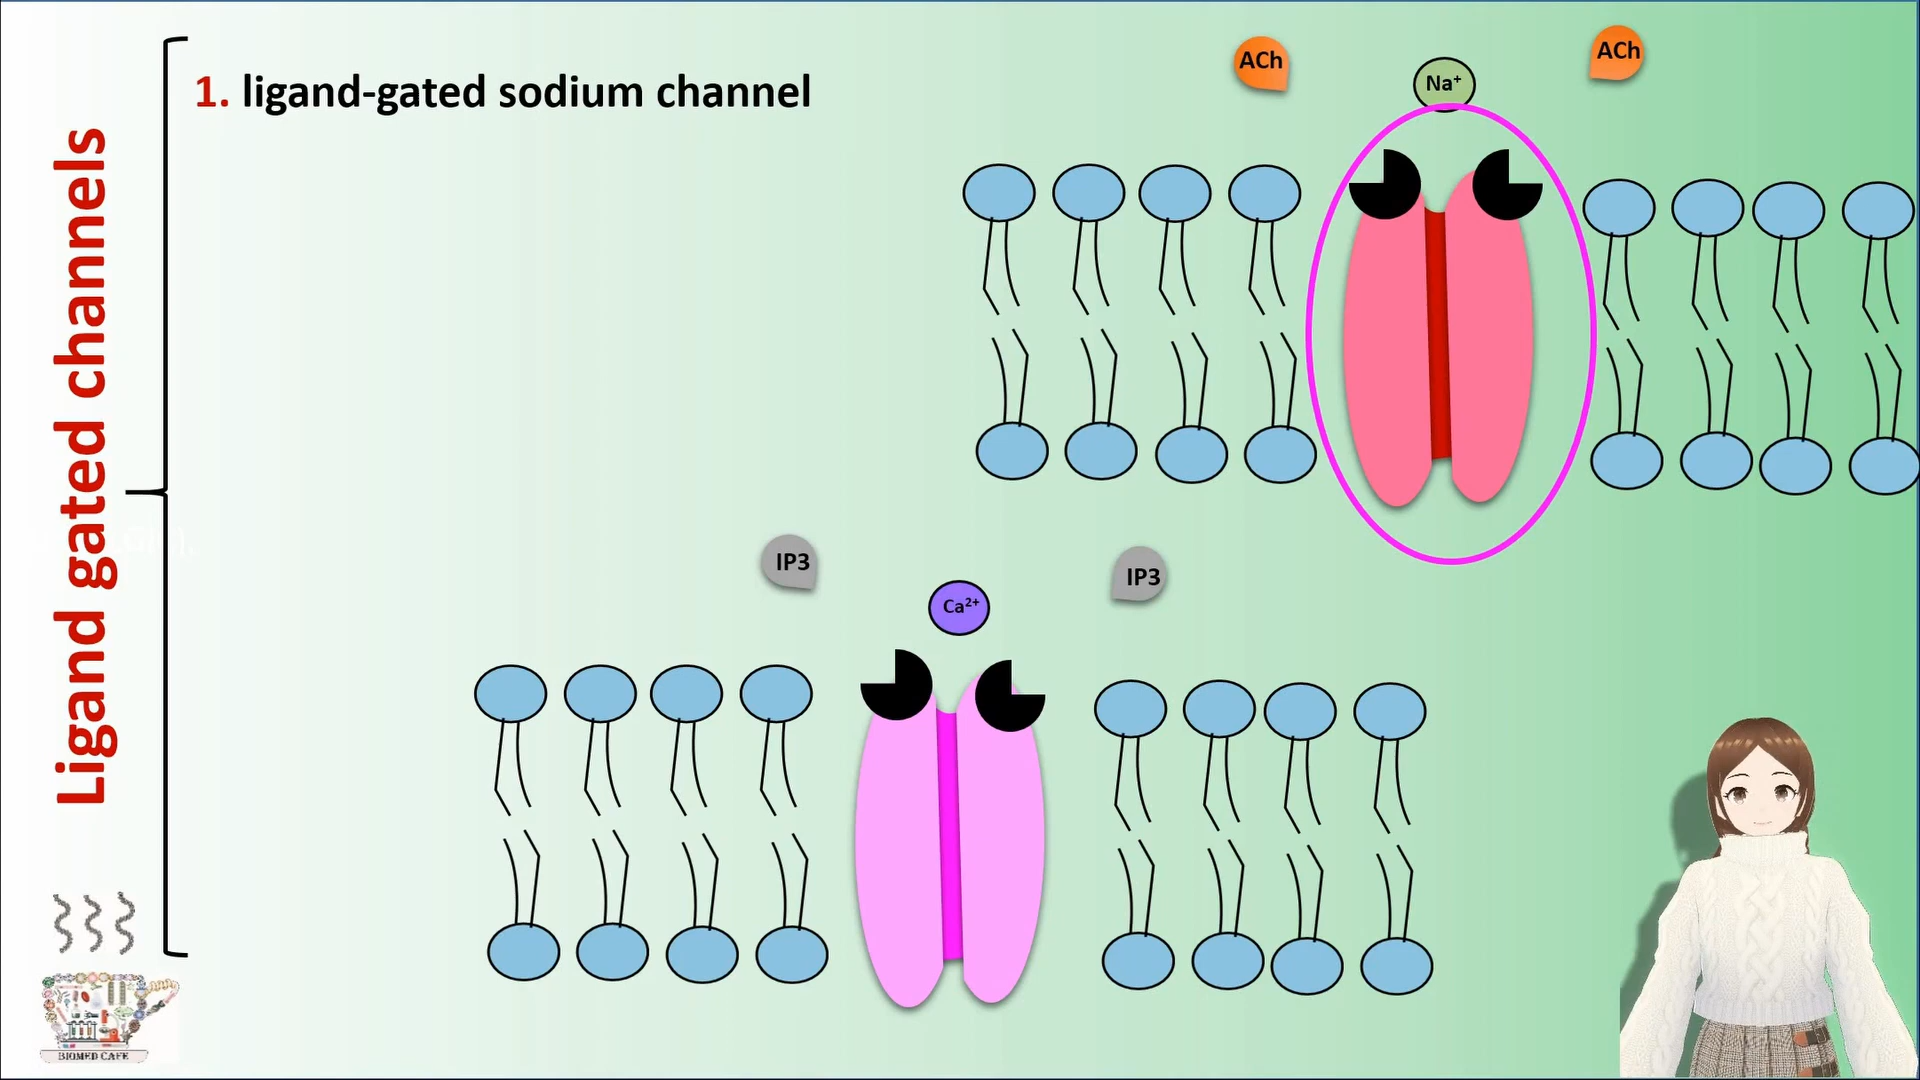 Ligand gated channels
1. ligand-gated sodium channel
ACh
ACh
Na⁺
IP3
IP3
Ca²⁺
BIOMED CAFE